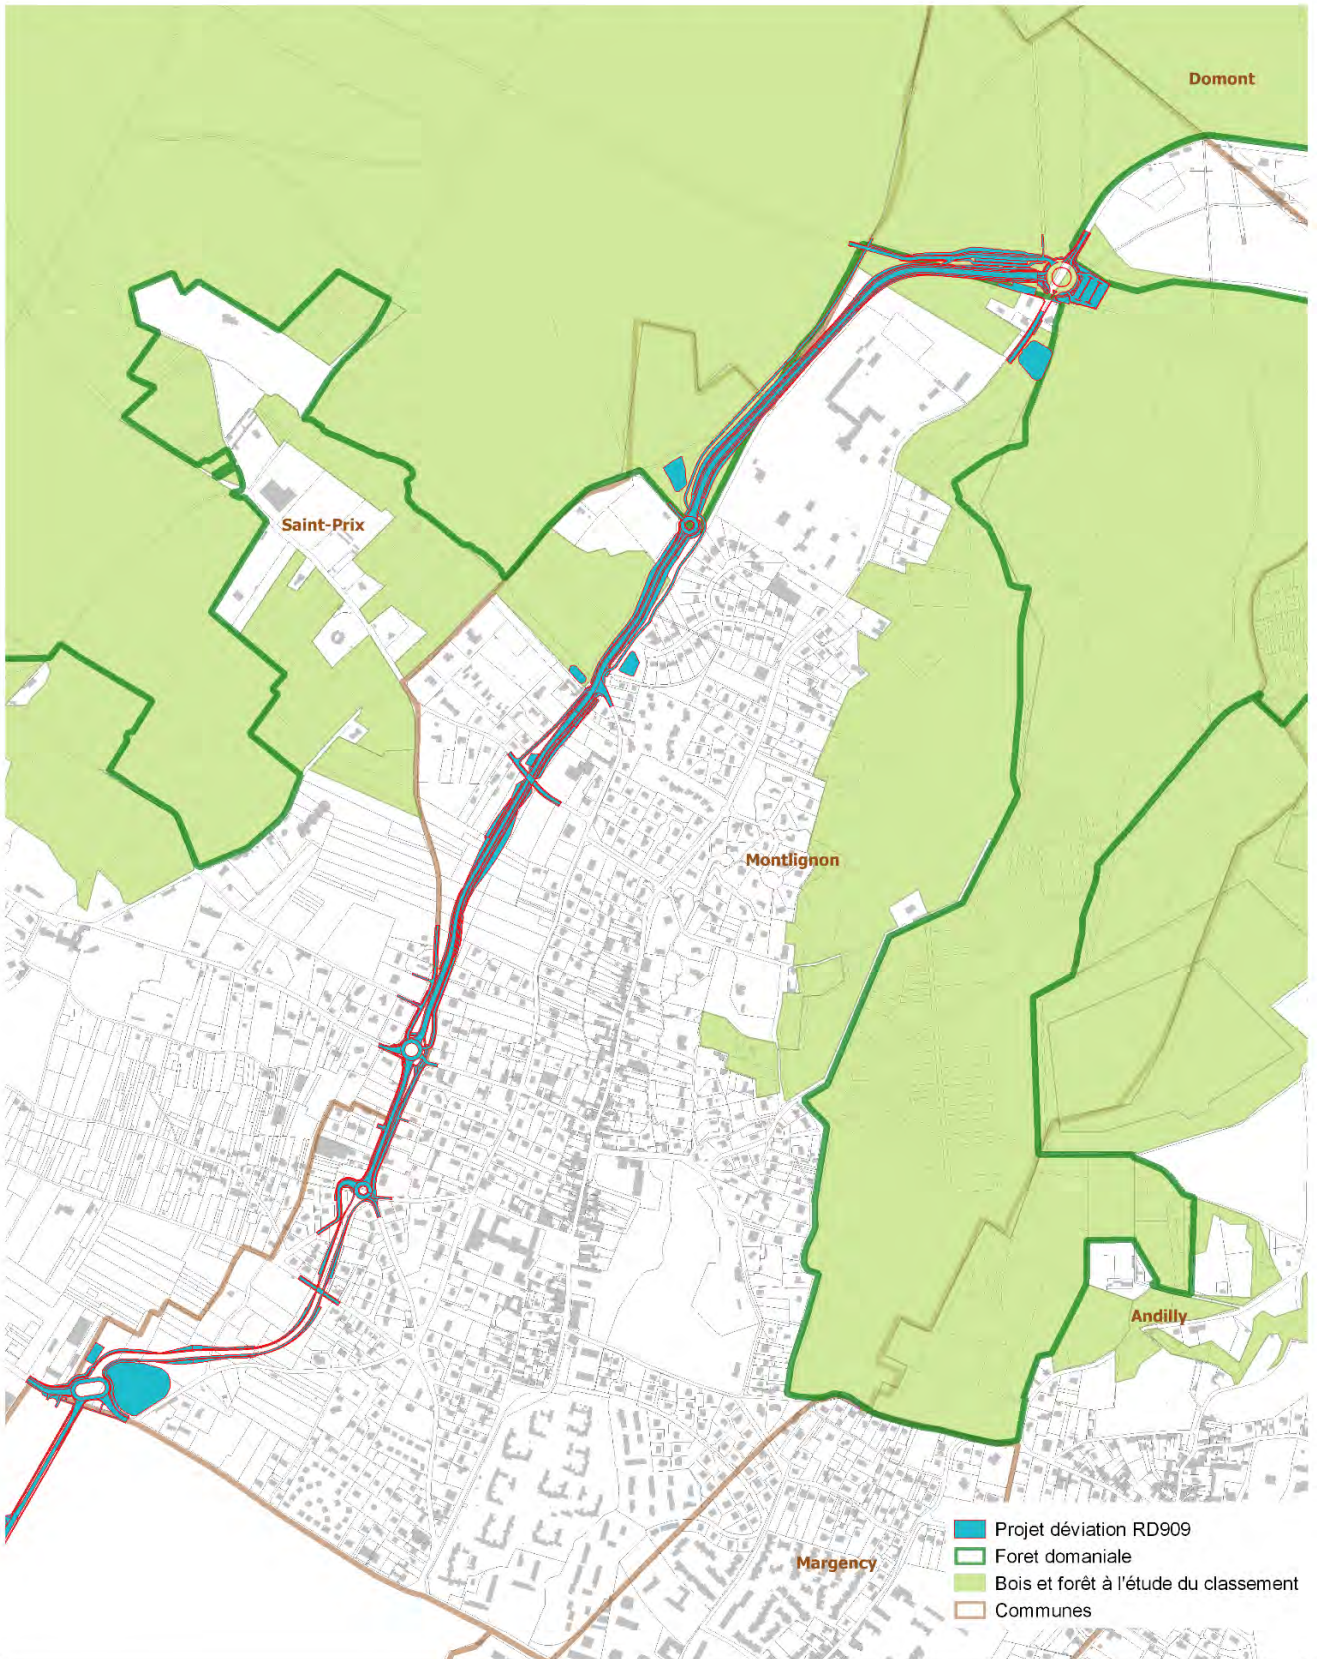 Domont
Saint-Prix
Montlignon
Andilly
Margency
Projet déviation RD909
Foret domaniale
Bois et forêt à l'étude du classement
Communes